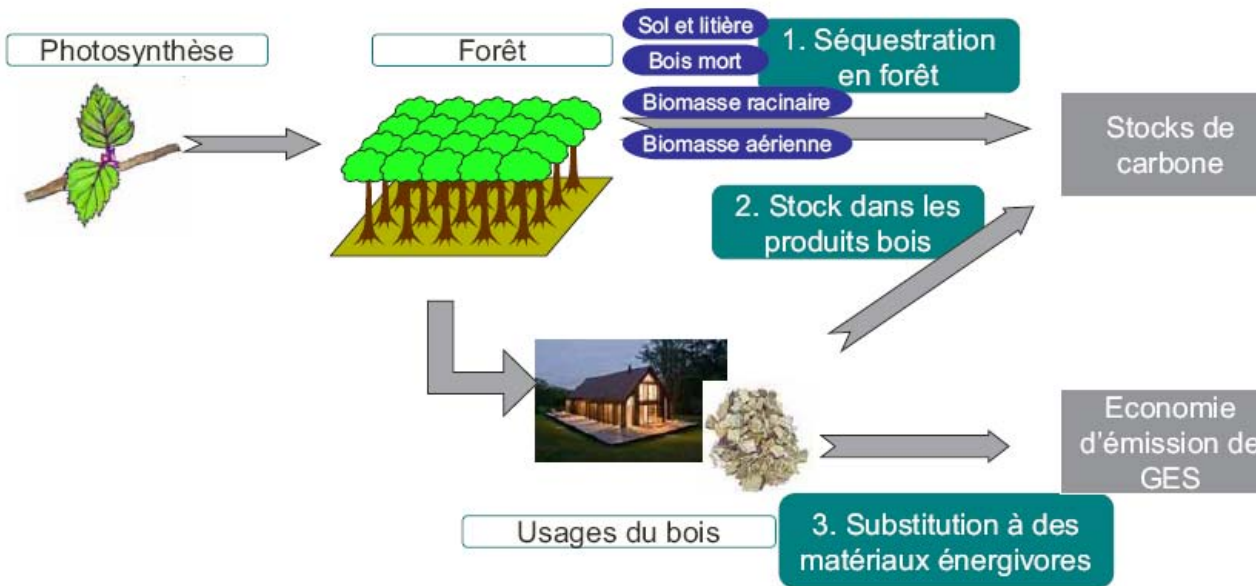 Photosynthèse
Forêt
Sol et litière
Bois mort
Biomasse racinaire
Biomasse aérienne
1. Séquestration
en forêt
Stocks de
carbone
2. Stock dans les
produits bois
Economie
d'émission de
GES
Usages du bois
3. Substitution à des
matériaux énergivores